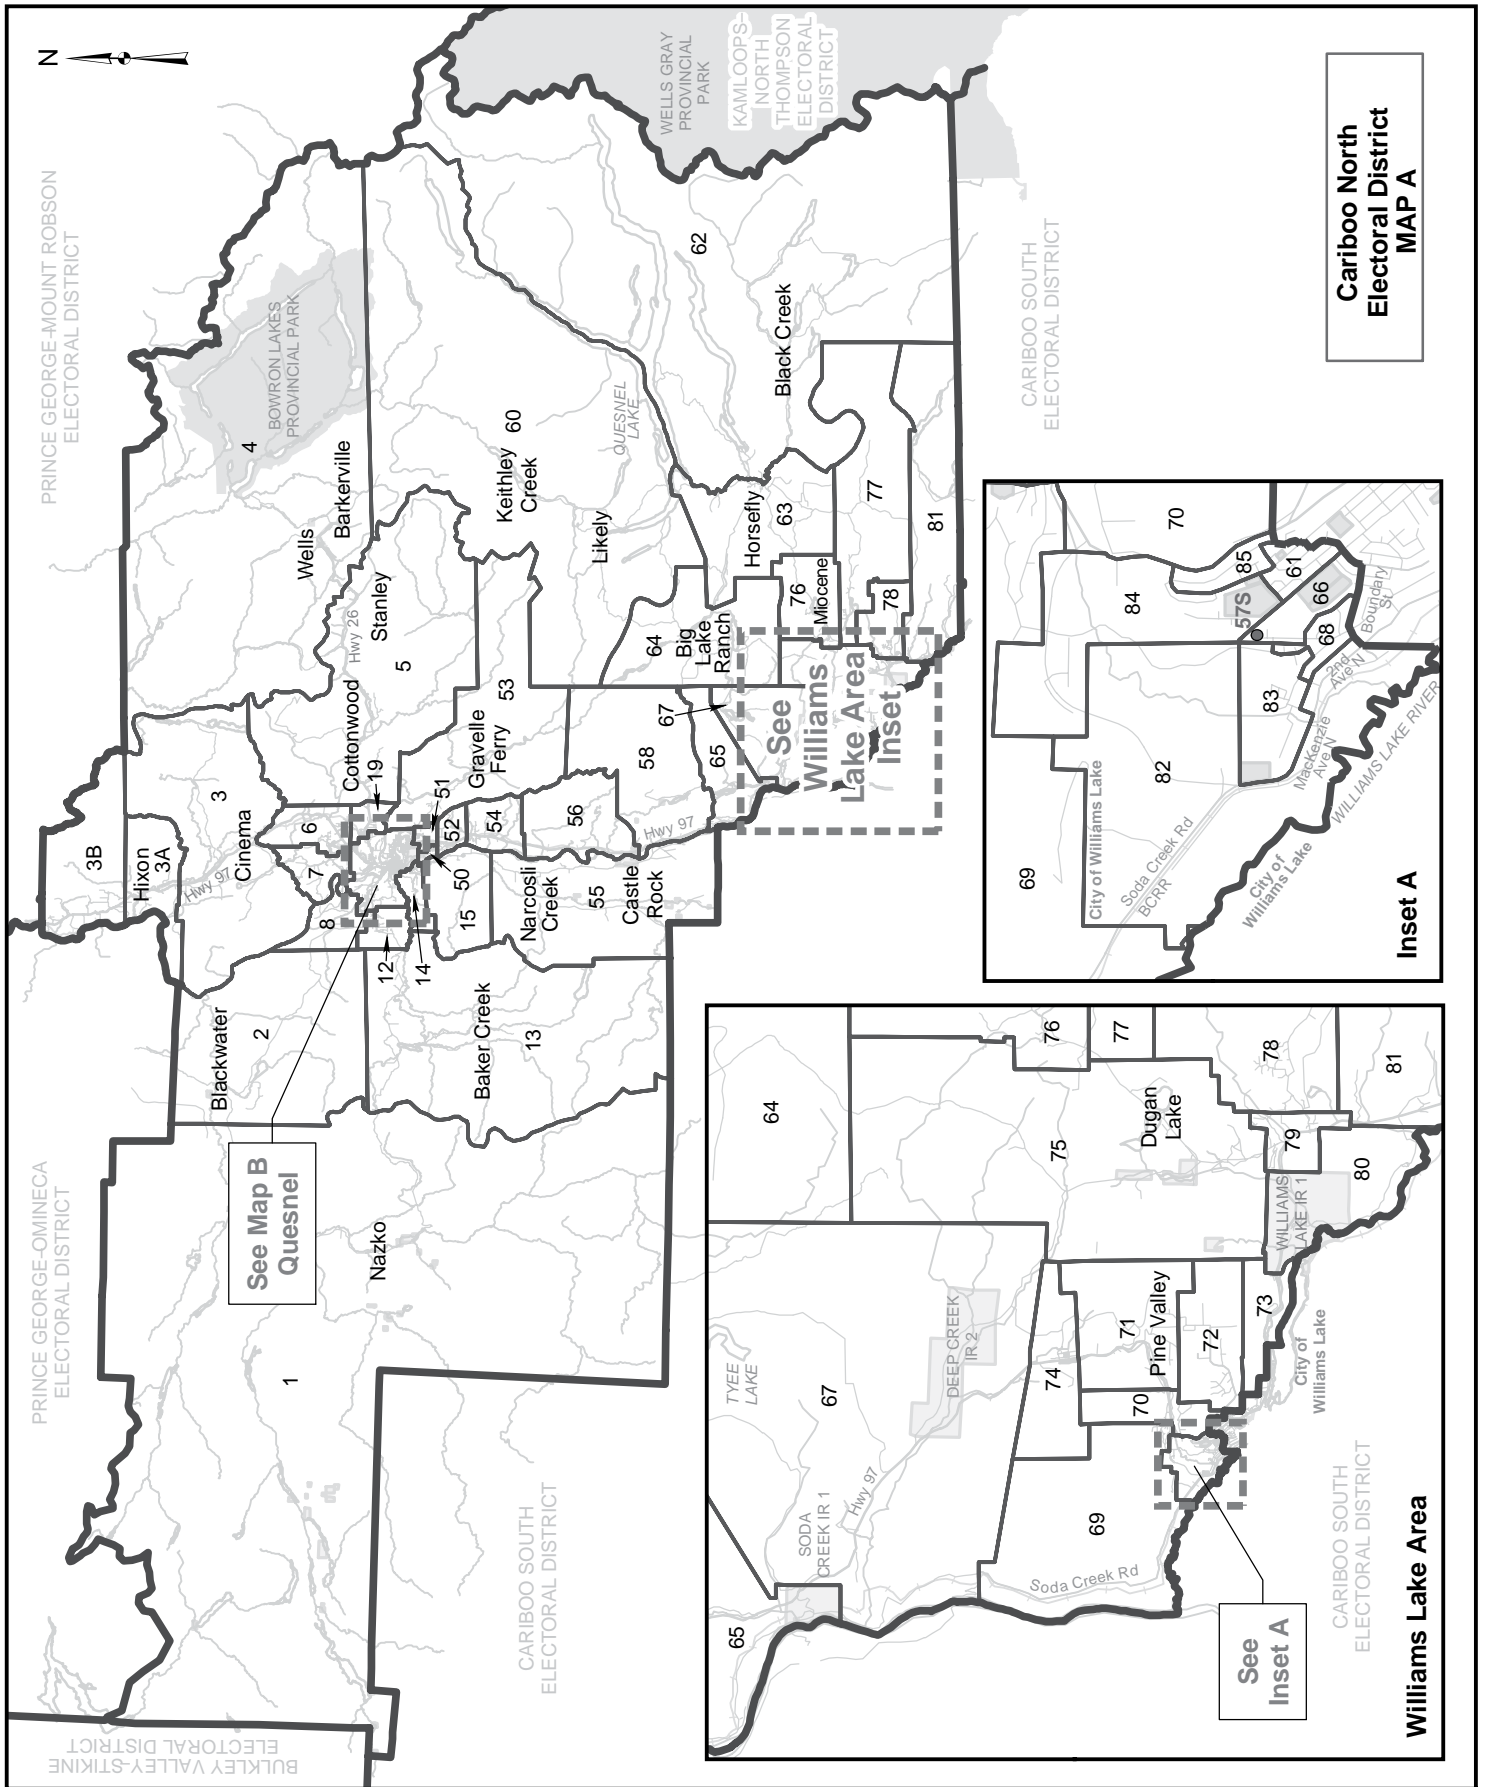 N
PRINCE GEORGE-MOUNT ROBSON
ELECTORAL DISTRICT
PRINCE GEORGE-OMINECA
ELECTORAL DISTRICT
BULKLEY VALLEY-STIKINE
ELECTORAL DISTRICT
CARIBOO SOUTH
ELECTORAL DISTRICT
CARIBOO SOUTH
ELECTORAL DISTRICT
WELLS GRAY
PROVINCIAL
PARK
KAMLOOPS-
NORTH
THOMPSON
ELECTORAL
DISTRICT
BOWRON LAKES
PROVINCIAL PARK
4
3B
Hixon
3A
3
Cinema
Hwy 97
Wells
Barkerville
Stanley
Hwy 26
5
Cottonwood
19
6
7
8
12
14
50
51
52
15
Blackwater
2
See Map B
Quesnel
Nazko
1
Baker Creek
13
Narcosli
Creek
55
Castle
Rock
Gravelle
Ferry
53
54
56
58
Hwy 97
65
67
60
Keithley
Creek
QUESNEL
LAKE
Likely
62
Black Creek
Horsefly
63
64
Big
Lake
Ranch
76
Miocene
77
78
81
See
Williams
Lake Area
Inset
Cariboo North
Electoral District
MAP A
70
84
85
61
57S
66
68
Boundary
St
2nd
Ave N
83
MacKenzie
Ave N
WILLIAMS LAKE RIVER
82
City of Williams Lake
69
Soda Creek Rd
BCRR
City of
Williams Lake
Inset A
64
76
77
75
Dugan
Lake
78
81
79
80
WILLIAMS
LAKE IR 1
TYEE
LAKE
67
DEEP CREEK
IR 2
74
71
Pine Valley
72
73
70
City of
Williams Lake
SODA
CREEK IR 1
Hwy 97
69
65
Soda Creek Rd
See
Inset A
CARIBOO SOUTH
ELECTORAL DISTRICT
Williams Lake Area